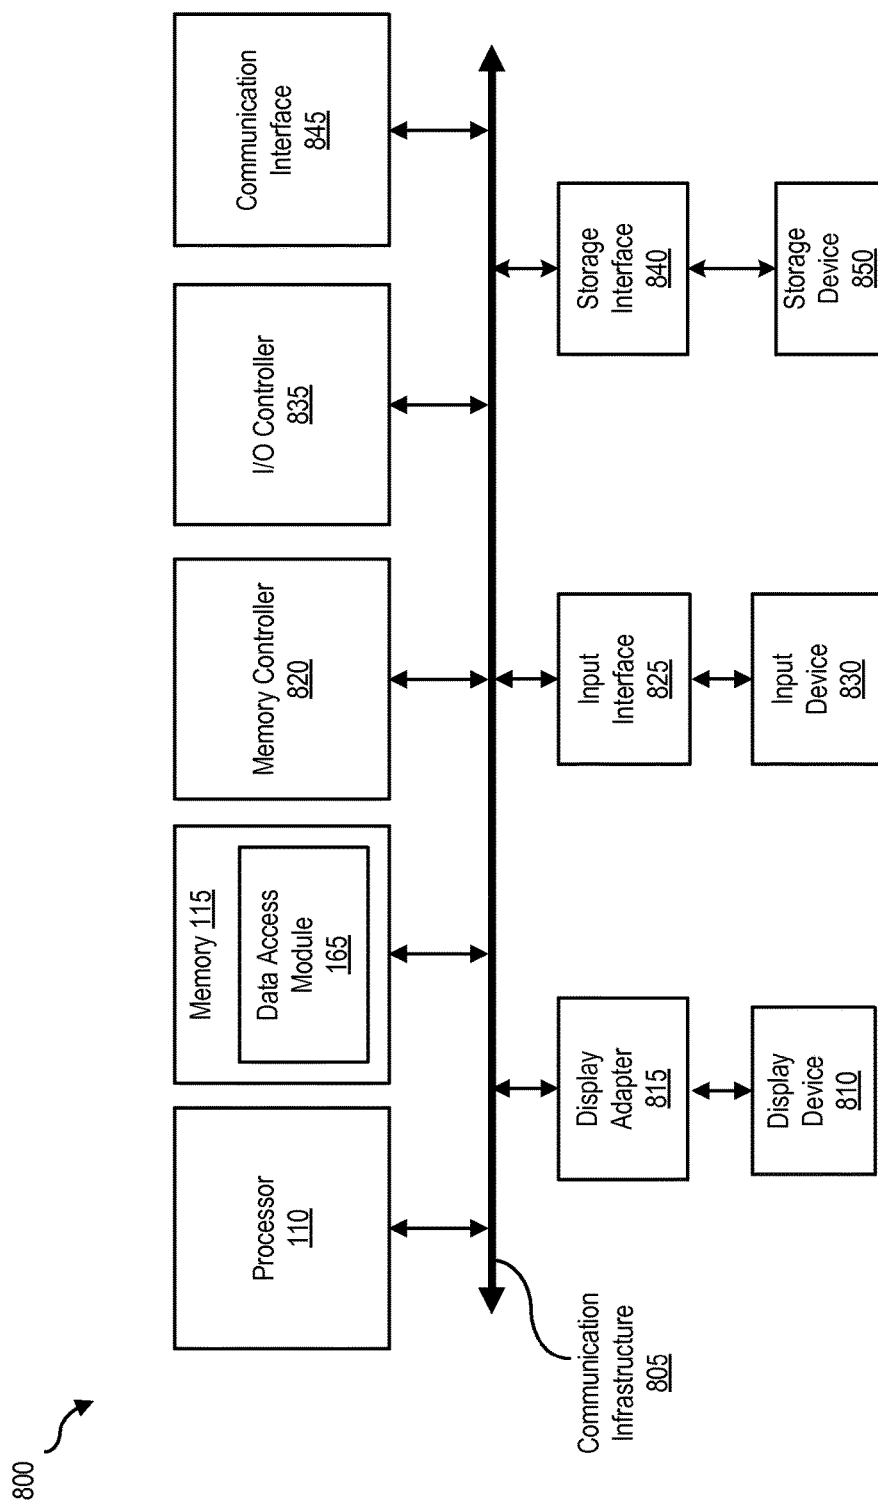 800
Processor
110
Memory 115
Data Access
Module
165
Memory Controller
820
I/O Controller
835
Communication
Interface
845
Communication
Infrastructure
805
Display
Adapter
815
Input
Interface
825
Storage
Interface
840
Display
Device
810
Input
Device
830
Storage
Device
850